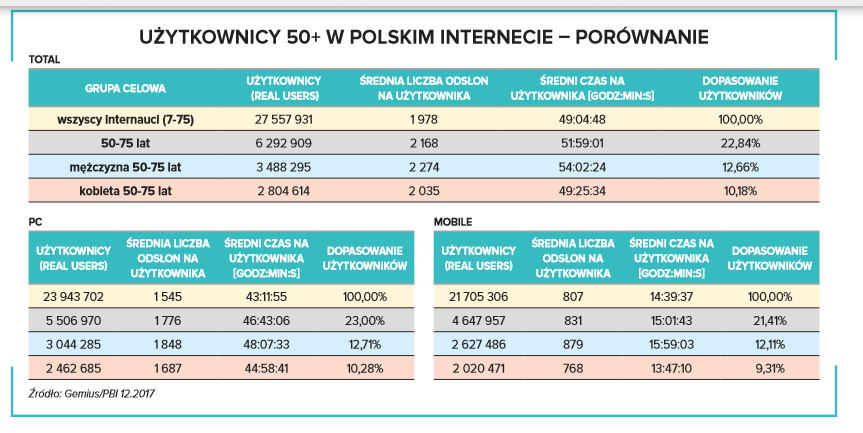 UŻYTKOWNICY 50+ W POLSKIM INTERNECIE – PORÓWNANIE
TOTAL
GRUPA CELOWA UŻYTKOWNICY (REAL USERS) ŚREDNIA LICZBA ODSŁON NA UŻYTKOWNIKA ŚREDNI CZAS NA UŻYTKOWNIKA [GODZ:MIN:S] DOPASOWANIE UŻYTKOWNIKÓW
wszyscy internauci (7-75) 27 557 931 1 978 49:04:48 100,00%
50-75 lat 6 292 909 2 168 51:59:01 22,84%
mężczyzna 50-75 lat 3 488 295 2 274 54:02:24 12,66%
kobieta 50-75 lat 2 804 614 2 035 49:25:34 10,18%
PC
UŻYTKOWNICY (REAL USERS) ŚREDNIA LICZBA ODSŁON NA UŻYTKOWNIKA ŚREDNI CZAS NA UŻYTKOWNIKA [GODZ:MIN:S] DOPASOWANIE UŻYTKOWNIKÓW
23 943 702 1 545 43:11:55 100,00%
5 506 970 1 776 46:43:06 23,00%
3 044 285 1 848 48:07:33 12,71%
2 462 685 1 687 44:58:41 10,28%
MOBILE
UŻYTKOWNICY (REAL USERS) ŚREDNIA LICZBA ODSŁON NA UŻYTKOWNIKA ŚREDNI CZAS NA UŻYTKOWNIKA [GODZ:MIN:S] DOPASOWANIE UŻYTKOWNIKÓW
21 705 306 807 14:39:37 100,00%
4 647 957 831 15:01:43 21,41%
2 627 486 879 15:59:03 12,11%
2 020 471 768 13:47:10 9,31%
Źródło: Gemius/PBI 12.2017